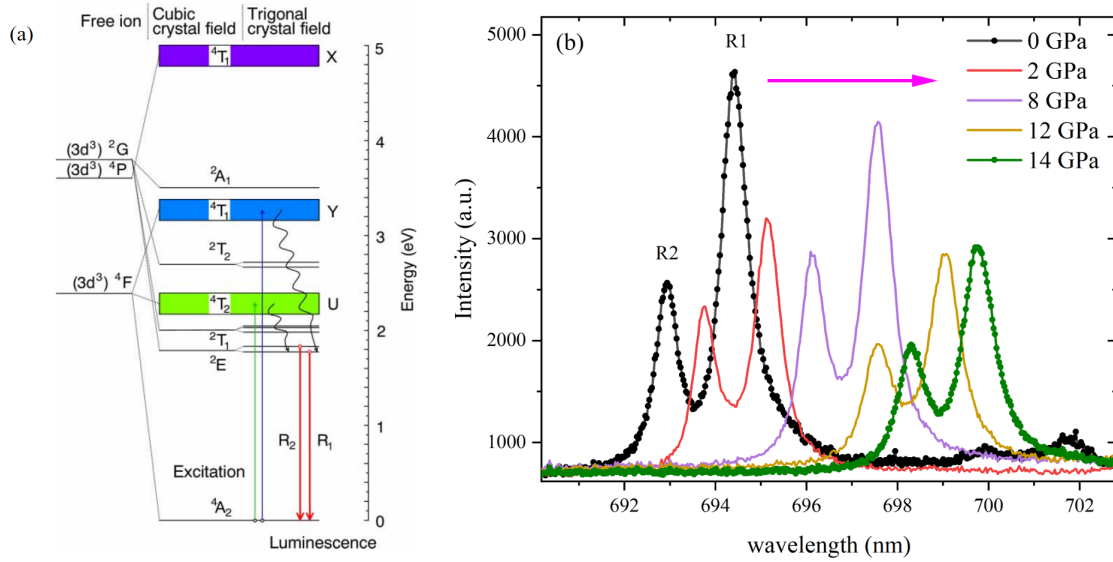 (a)
Free ion
Cubic
crystal field
Trigonal
crystal field
⁴T₁
X
(3d³) ²G
(3d³) ⁴P
²A₁
⁴T₁
Y
²T₂
(3d³) ⁴F
⁴T₂
U
²T₁
²E
R₂
R₁
Excitation
⁴A₂
Luminescence
5
4
3
2
1
0
Energy (eV)
(b)
R1
R2
0 GPa
2 GPa
8 GPa
12 GPa
14 GPa
5000
4000
3000
2000
1000
Intensity (a.u.)
692
694
696
698
700
702
wavelength (nm)